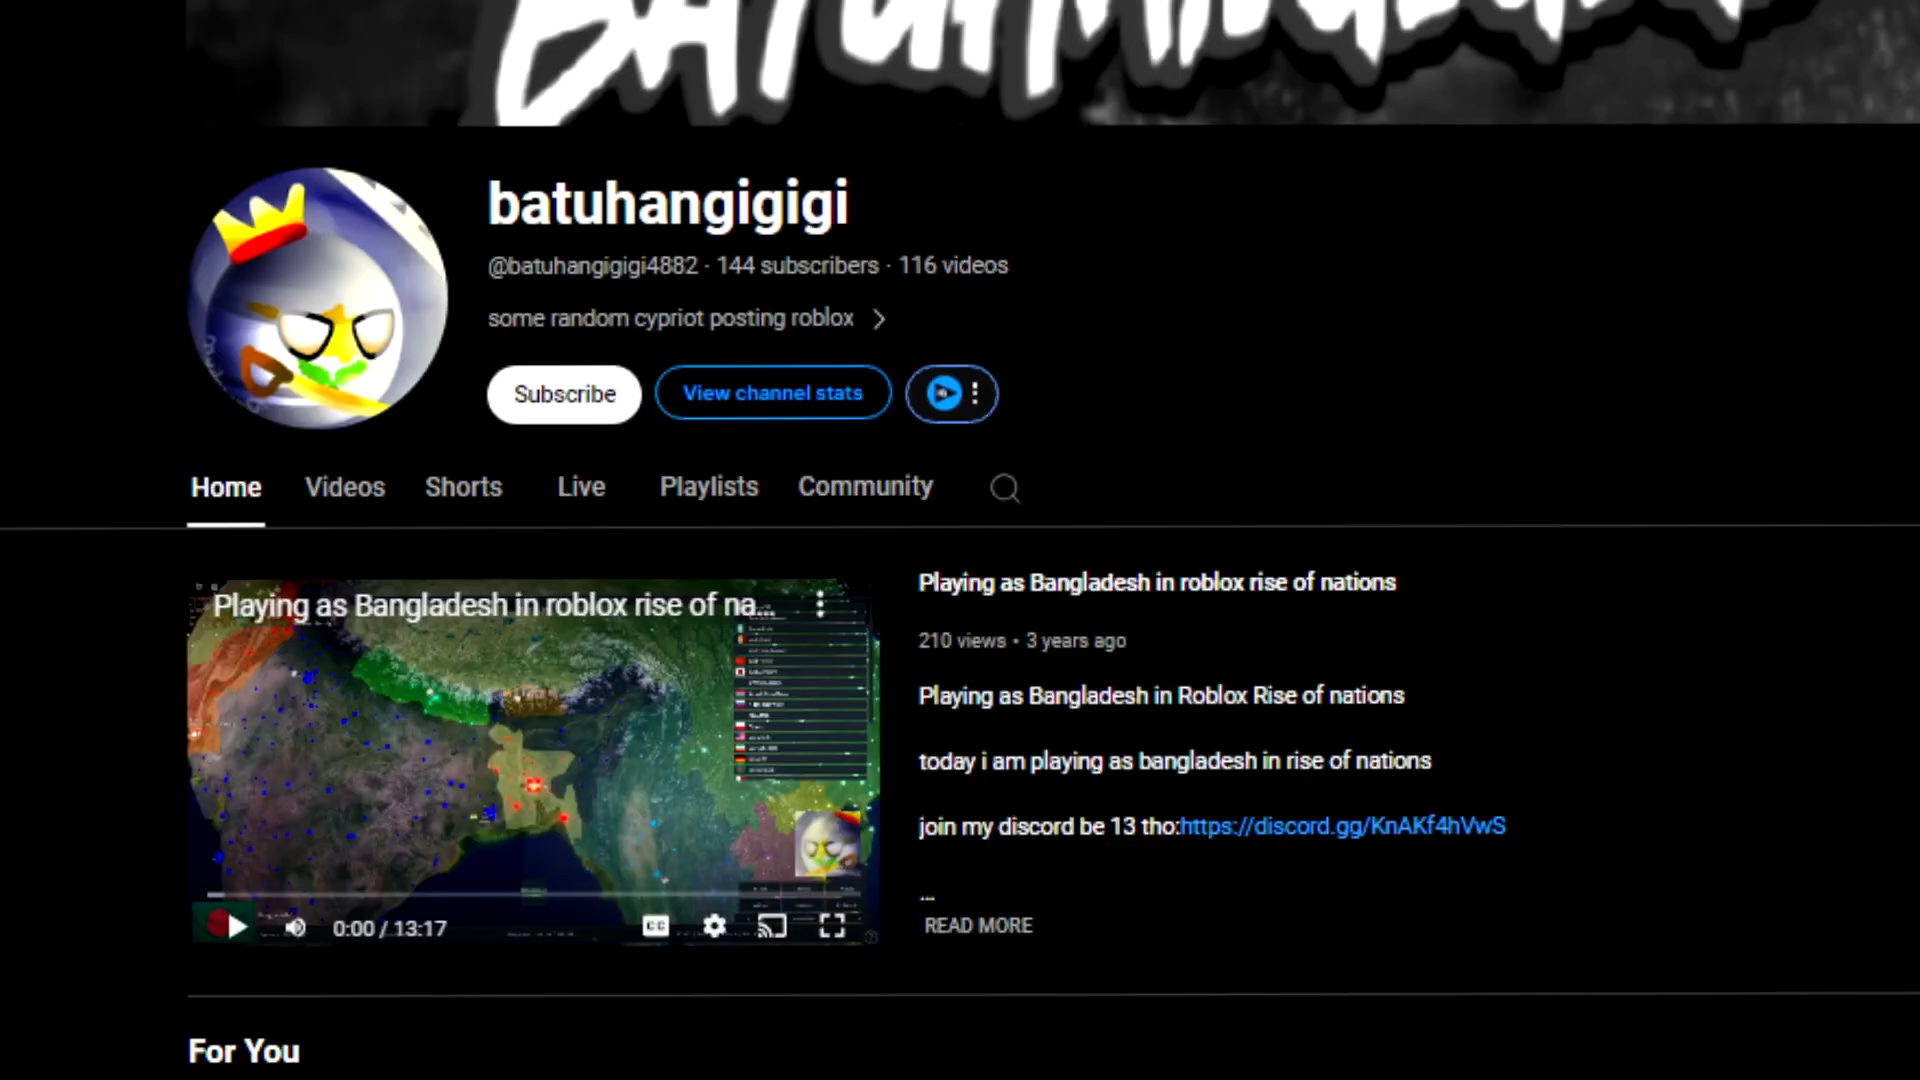 batuhangigigi
@batuhangigigi4882 · 144 subscribers · 116 videos
some random cypriot posting roblox
Subscribe
View channel stats
Home
Videos
Shorts
Live
Playlists
Community
Playing as Bangladesh in roblox rise of na...
0:00 / 13:17
Playing as Bangladesh in roblox rise of nations
210 views • 3 years ago
Playing as Bangladesh in Roblox Rise of nations
today i am playing as bangladesh in rise of nations
join my discord be 13 tho:https://discord.gg/KnAKf4hVwS
...
READ MORE
For You